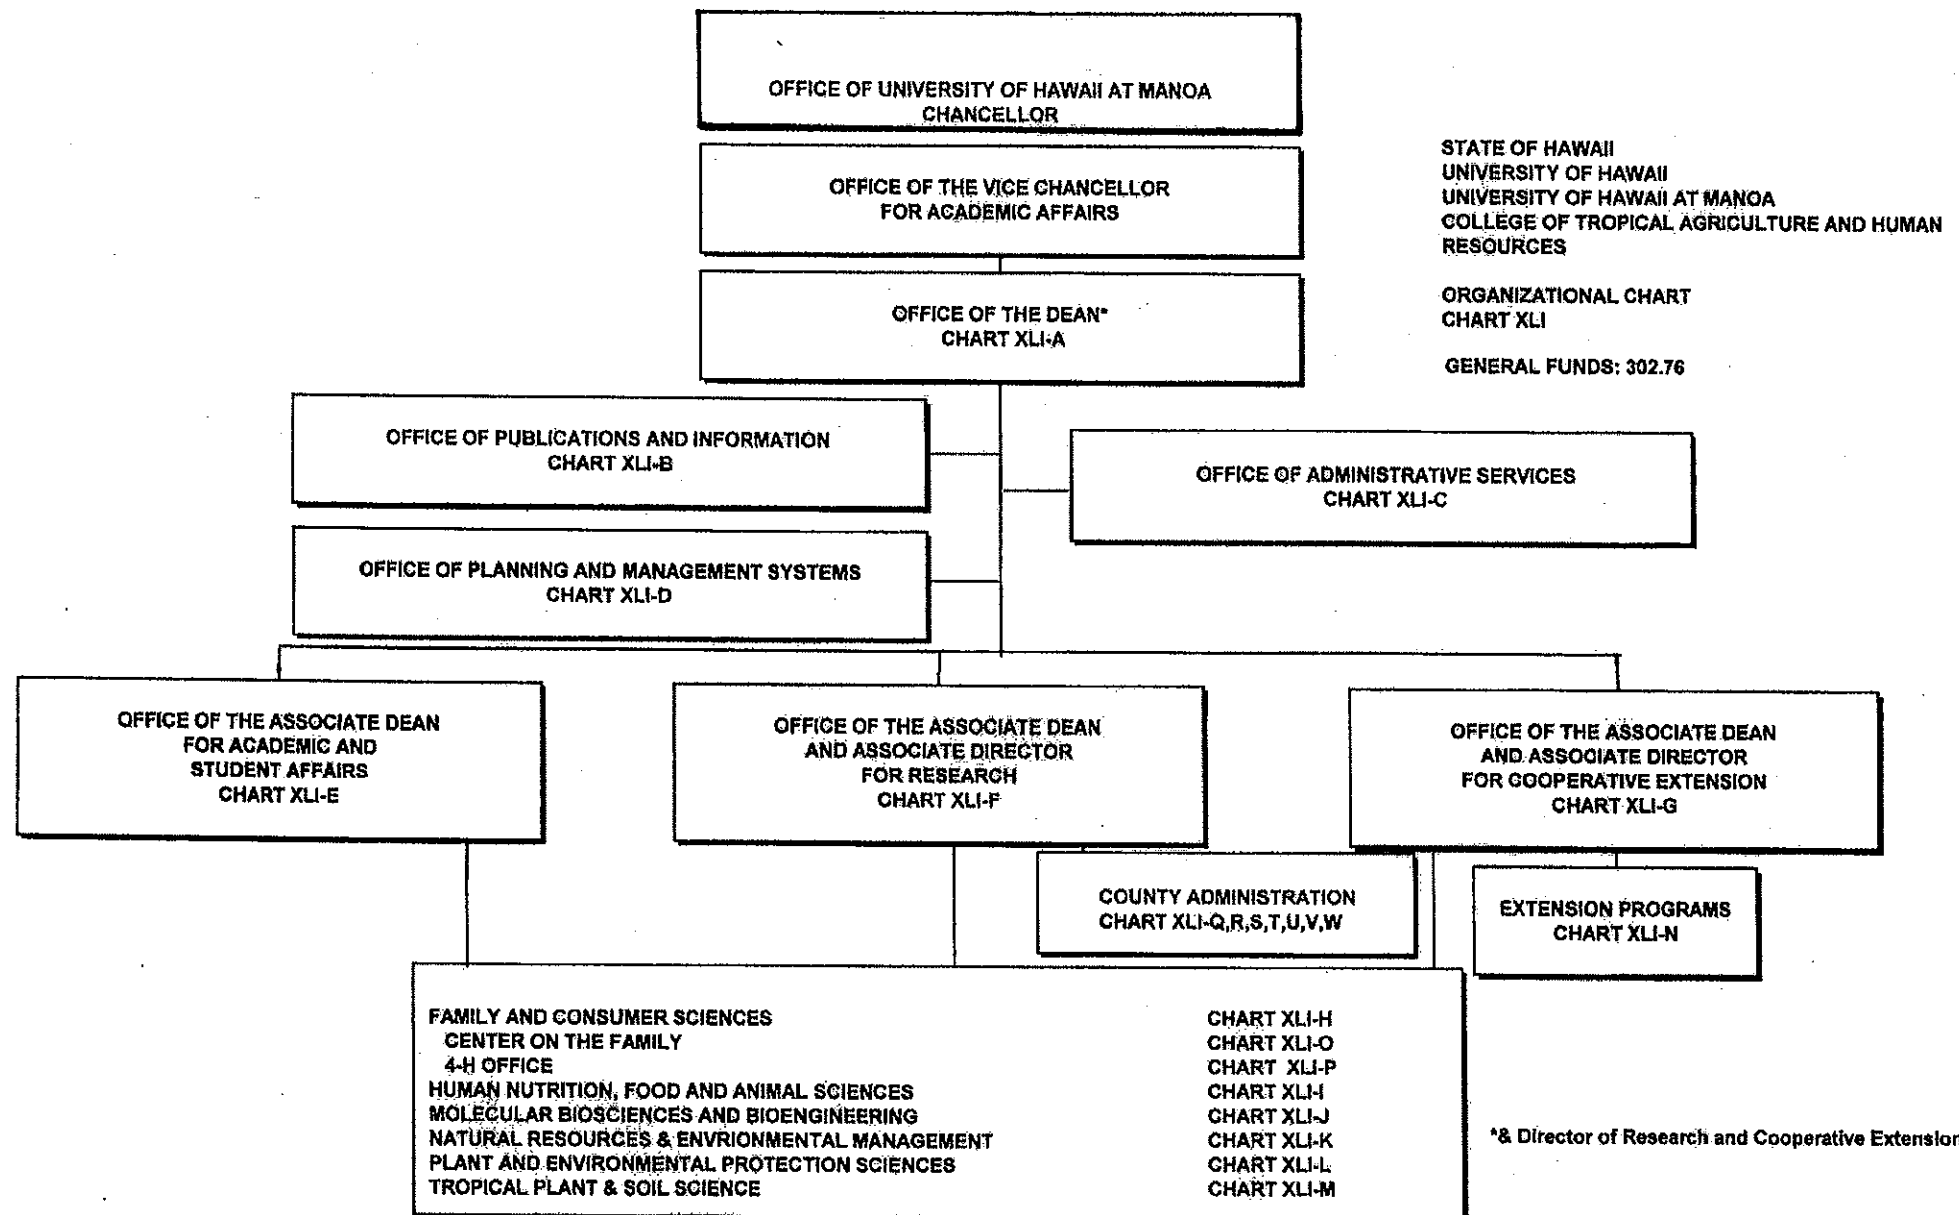 OFFICE OF UNIVERSITY OF HAWAII AT MANOA
CHANCELLOR
OFFICE OF THE VICE CHANCELLOR
FOR ACADEMIC AFFAIRS
STATE OF HAWAII
UNIVERSITY OF HAWAII
UNIVERSITY OF HAWAII AT MANOA
COLLEGE OF TROPICAL AGRICULTURE AND HUMAN
RESOURCES
ORGANIZATIONAL CHART
CHART XLI
GENERAL FUNDS: 302.76
OFFICE OF THE DEAN*
CHART XLI-A
OFFICE OF PUBLICATIONS AND INFORMATION
CHART XLI-B
OFFICE OF ADMINISTRATIVE SERVICES
CHART XLI-C
OFFICE OF PLANNING AND MANAGEMENT SYSTEMS
CHART XLI-D
OFFICE OF THE ASSOCIATE DEAN
FOR ACADEMIC AND
STUDENT AFFAIRS
CHART XLI-E
OFFICE OF THE ASSOCIATE DEAN
AND ASSOCIATE DIRECTOR
FOR RESEARCH
CHART XLI-F
OFFICE OF THE ASSOCIATE DEAN
AND ASSOCIATE DIRECTOR
FOR COOPERATIVE EXTENSION
CHART XLI-G
COUNTY ADMINISTRATION
CHART XLI-Q,R,S,T,U,V,W
EXTENSION PROGRAMS
CHART XLI-N
FAMILY AND CONSUMER SCIENCES CHART XLI-H
CENTER ON THE FAMILY CHART XLI-O
4-H OFFICE CHART XLI-P
HUMAN NUTRITION, FOOD AND ANIMAL SCIENCES CHART XLI-I
MOLECULAR BIOSCIENCES AND BIOENGINEERING CHART XLI-J
NATURAL RESOURCES & ENVRIONMENTAL MANAGEMENT CHART XLI-K
PLANT AND ENVIRONMENTAL PROTECTION SCIENCES CHART XLI-L
TROPICAL PLANT & SOIL SCIENCE CHART XLI-M
*& Director of Research and Cooperative Extension